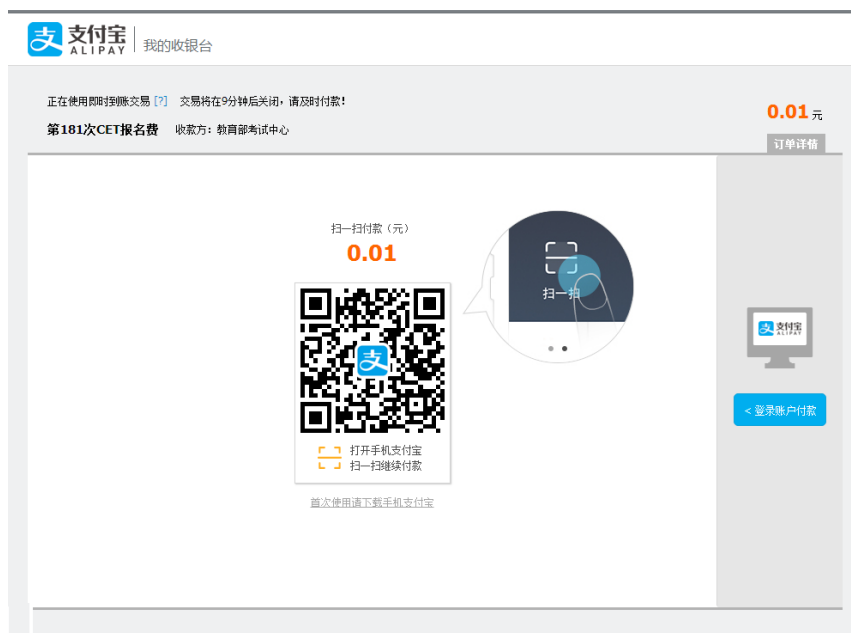 支付宝
ALIPAY
我的收银台
正在使用即时到账交易 [?] 交易将在9分钟后关闭，请及时付款！
第181次CET报名费 收款方：教育部考试中心
0.01 元
订单详情
扫一扫付款（元）
0.01
支
打开手机支付宝
扫一扫继续付款
首次使用请下载手机支付宝
扫一扫
支付宝
ALIPAY
< 登录账户付款